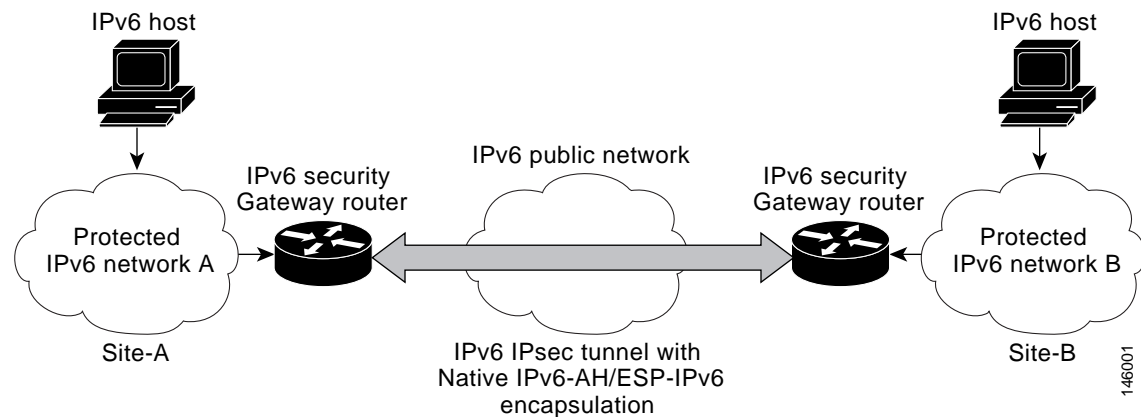 IPv6 host
IPv6 host
IPv6 public network
IPv6 security
Gateway router
IPv6 security
Gateway router
Protected
IPv6 network A
Protected
IPv6 network B
Site-A
IPv6 IPsec tunnel with
Native IPv6-AH/ESP-IPv6
encapsulation
Site-B
146001